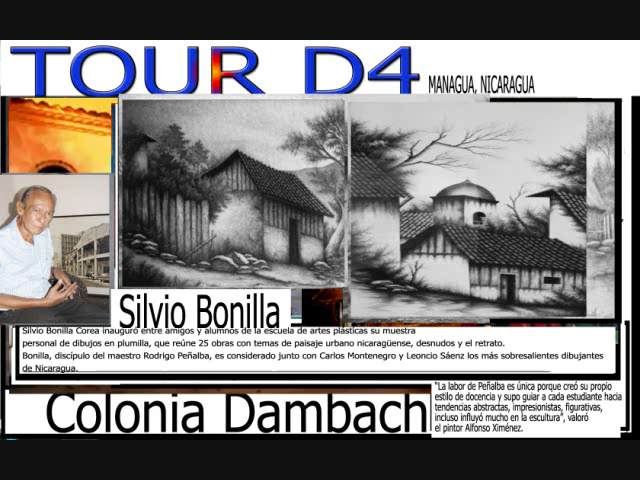 TOUR D4
MANAGUA, NICARAGUA
Silvio Bonilla
Silvio Bonilla Corea inauguró entre amigos y alumnos de la escuela de artes plásticas su muestra
personal de dibujos en plumilla, que reúne 25 obras con temas de paisaje urbano nicaragüense, desnudos y el retrato.
Bonilla, discípulo del maestro Rodrigo Peñalba, es considerado junto con Carlos Montenegro y Leoncio Sáenz los más sobresalientes dibujantes
de Nicaragua.
Colonia Dambach
"La labor de Peñalba es única porque creó su propio
estilo de docencia y supo guiar a cada estudiante hacia
tendencias abstractas, impresionistas, figurativas,
incluso influyó mucho en la escultura", valoró
el pintor Alfonso Ximénez.